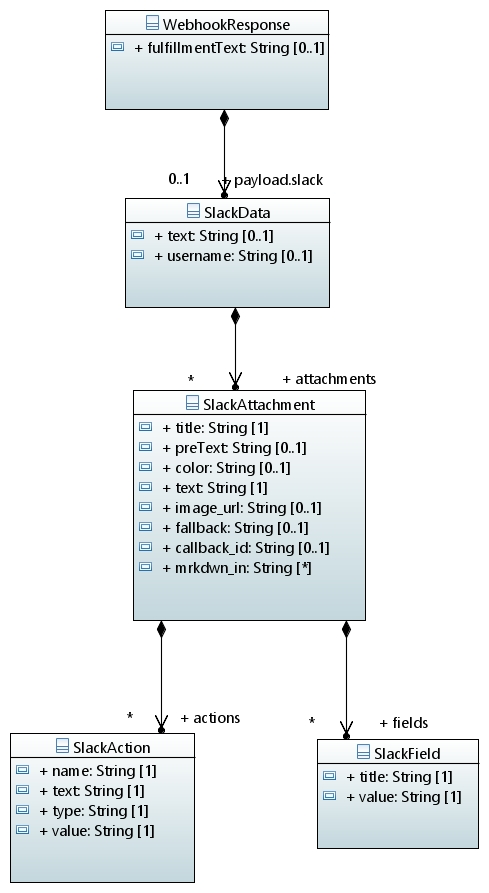 WebhookResponse
+ fulfillmentText: String [0..1]
0..1
+ payload.slack
SlackData
+ text: String [0..1]
+ username: String [0..1]
*
+ attachments
SlackAttachment
+ title: String [1]
+ preText: String [0..1]
+ color: String [0..1]
+ text: String [1]
+ image_url: String [0..1]
+ fallback: String [0..1]
+ callback_id: String [0..1]
+ mrkdwn_in: String [*]
*
+ actions
*
+ fields
SlackAction
+ name: String [1]
+ text: String [1]
+ type: String [1]
+ value: String [1]
SlackField
+ title: String [1]
+ value: String [1]